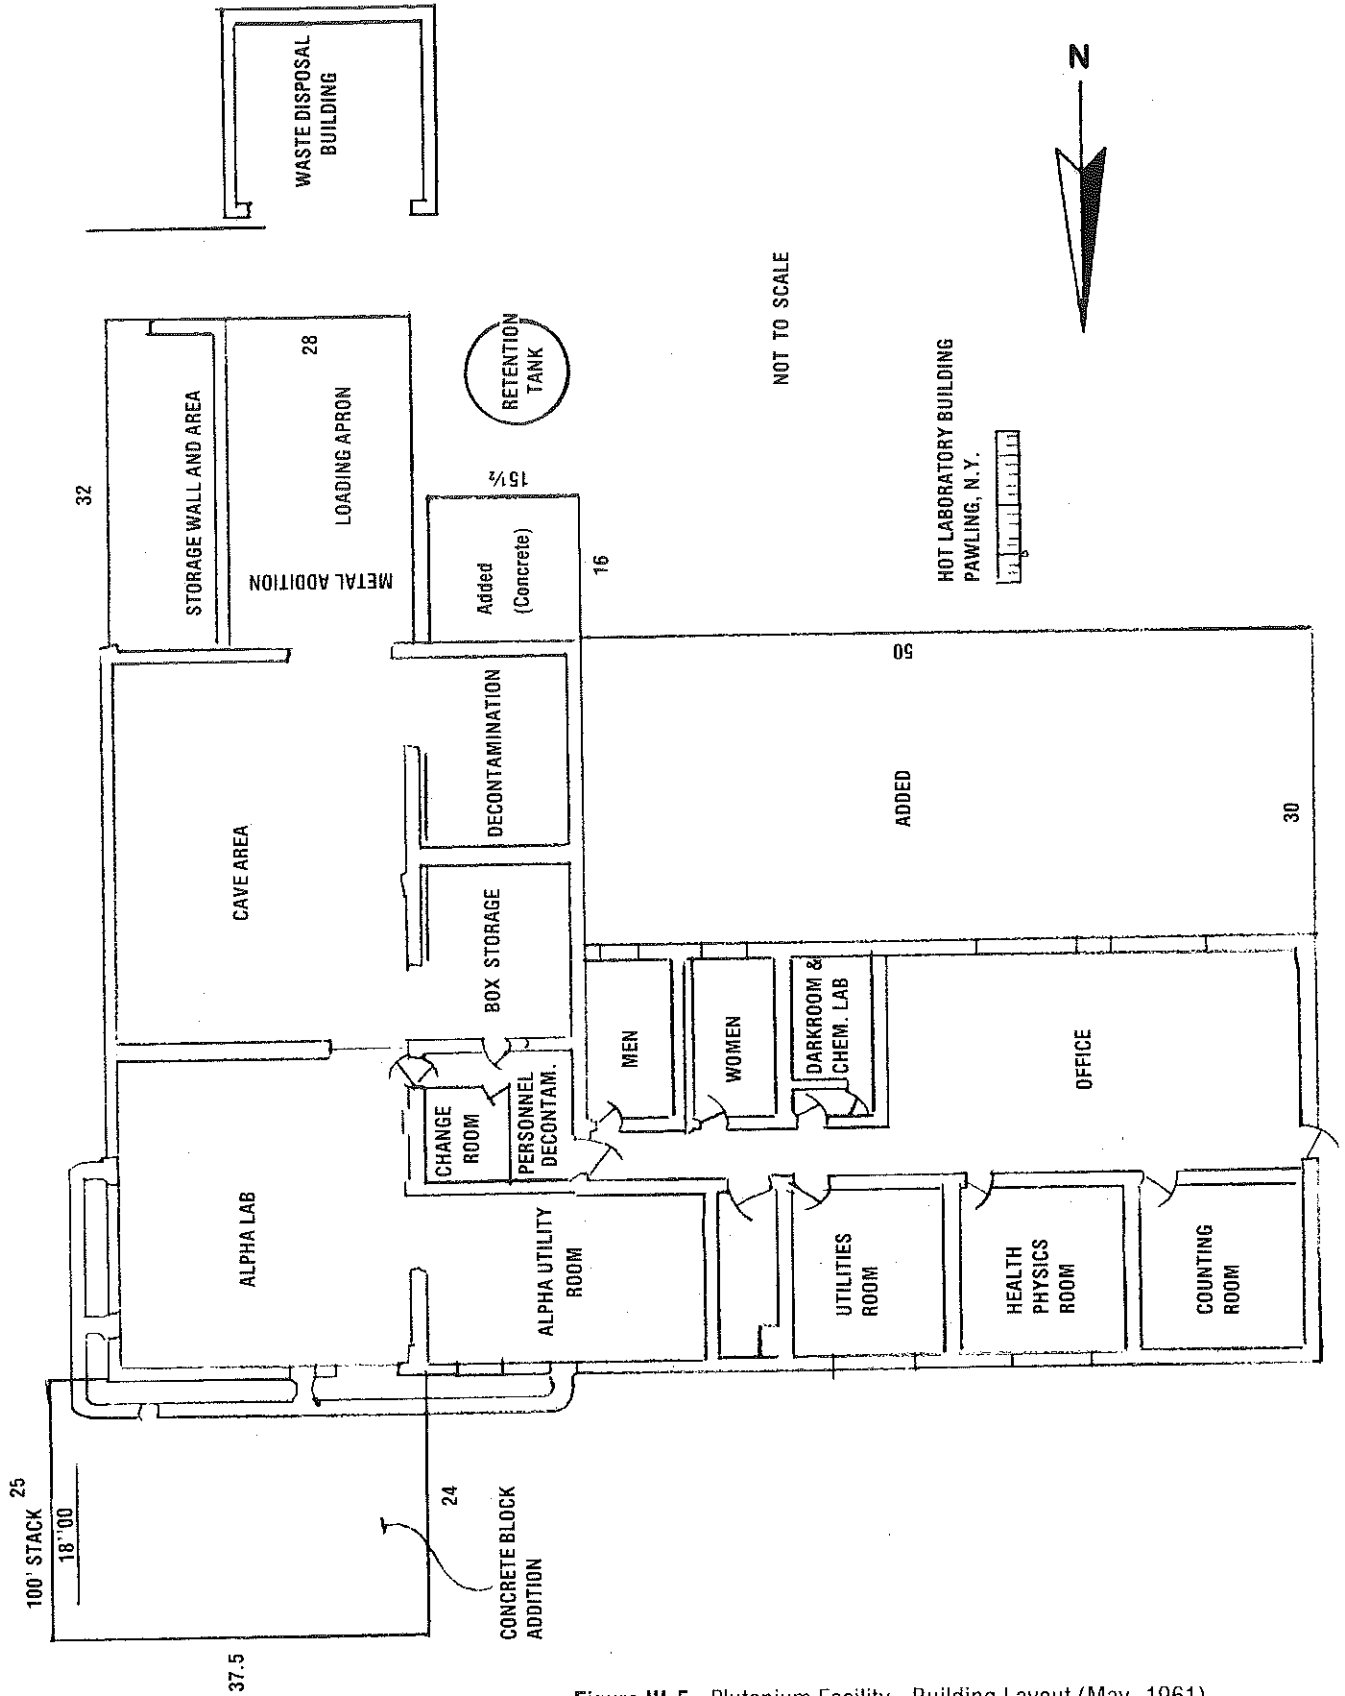 WASTE DISPOSAL
BUILDING
N
32
STORAGE WALL AND AREA
28
LOADING APRON
METAL ADDITION
RETENTION
TANK
15½
Added
(Concrete)
16
NOT TO SCALE
HOT LABORATORY BUILDING
PAWLING, N.Y.
CAVE AREA
DECONTAMINATION
BOX STORAGE
50
ADDED
30
MEN
WOMEN
DARKROOM &
CHEM. LAB
OFFICE
CHANGE
ROOM
PERSONNEL
DECONTAM.
ALPHA LAB
ALPHA UTILITY
ROOM
UTILITIES
ROOM
HEALTH
PHYSICS
ROOM
COUNTING
ROOM
25
100' STACK
18''00
24
CONCRETE BLOCK
ADDITION
37.5
Figure III-5 Plutonium Facility - Building Layout (May, 1961)